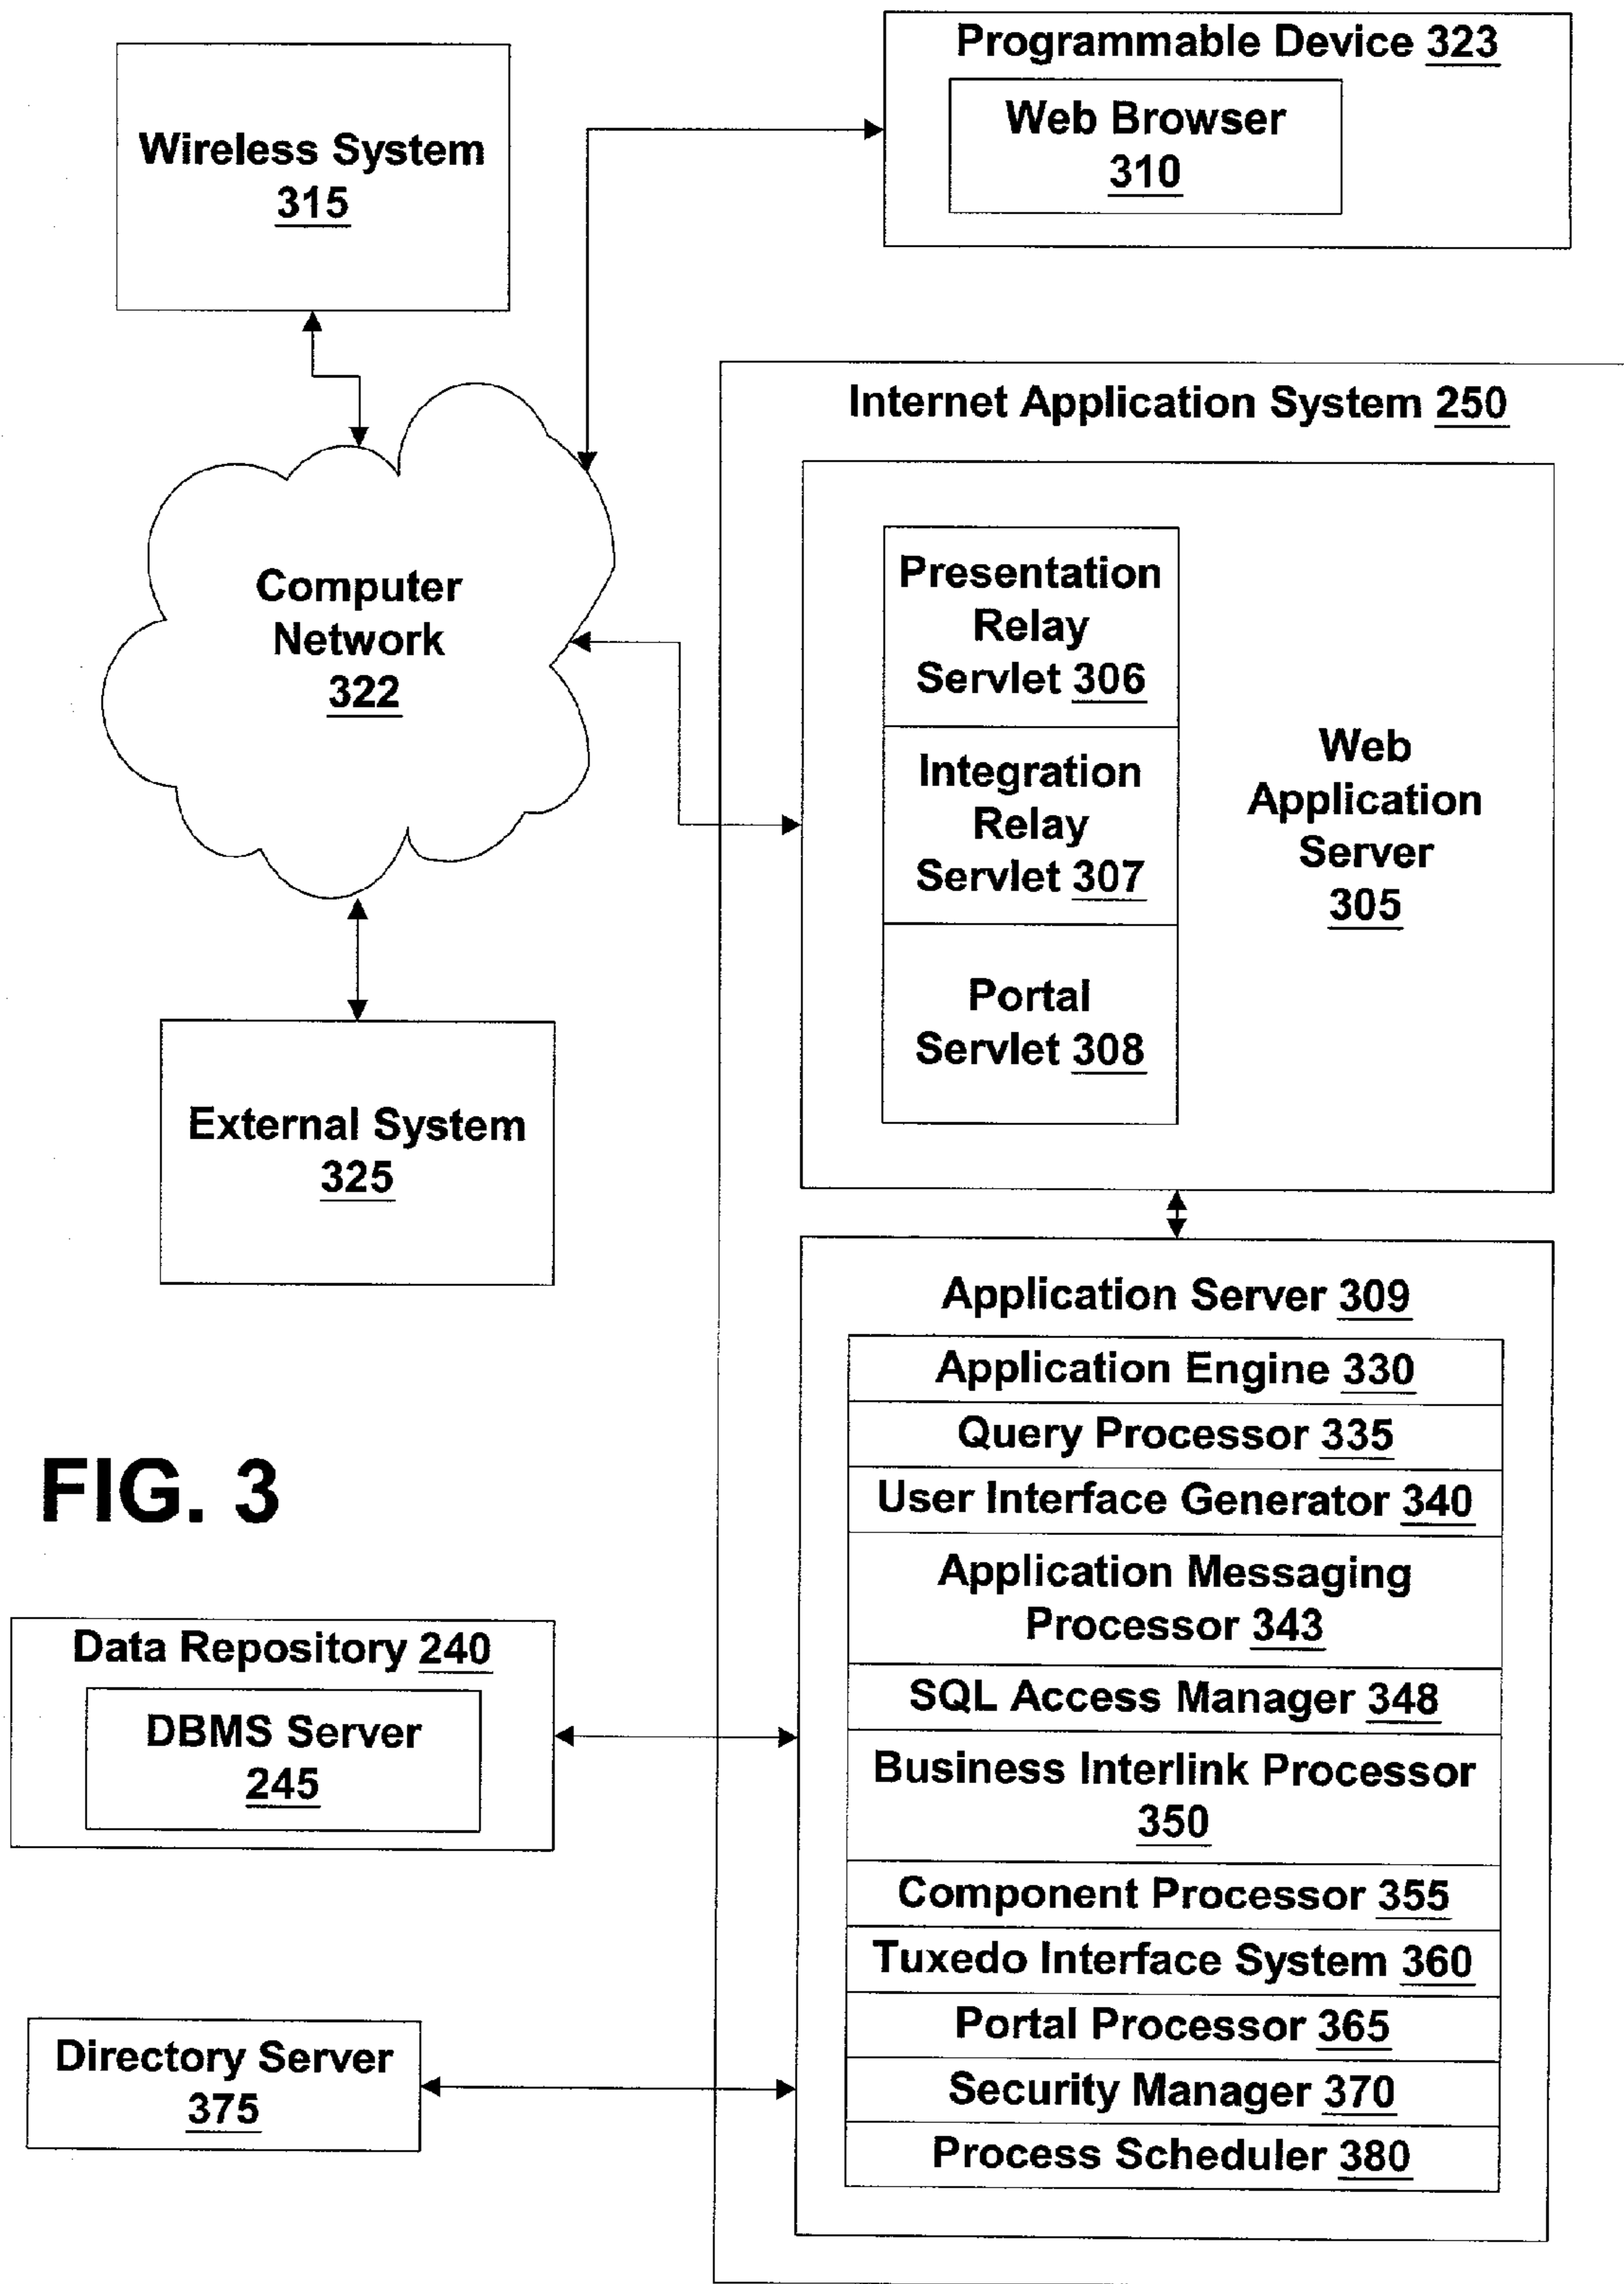 Programmable Device 323
Web Browser
310
Wireless System
315
Internet Application System 250
Computer
Network
322
Presentation
Relay
Servlet 306
Integration
Relay
Servlet 307
Portal
Servlet 308
Web
Application
Server
305
External System
325
Application Server 309
Application Engine 330
Query Processor 335
User Interface Generator 340
Application Messaging
Processor 343
SQL Access Manager 348
Business Interlink Processor
350
Component Processor 355
Tuxedo Interface System 360
Portal Processor 365
Security Manager 370
Process Scheduler 380
FIG. 3
Data Repository 240
DBMS Server
245
Directory Server
375